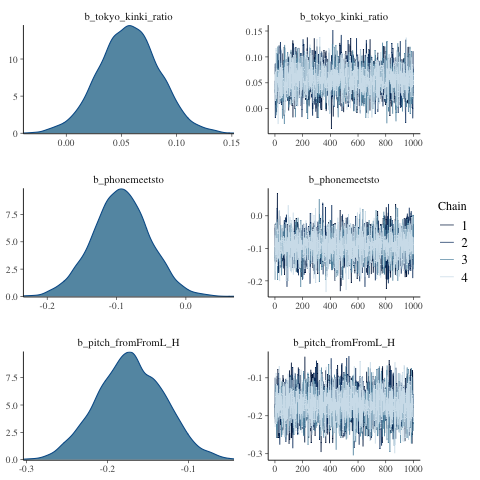 b_tokyo_kinki_ratio
10
5
0
0.00 0.05 0.10 0.15
b_tokyo_kinki_ratio
0.15
0.10
0.05
0.00
0 200 400 600 800 1000
b_phonemeetsto
7.5
5.0
2.5
0.0
-0.2 -0.1 0.0
b_phonemeetsto
0.0
-0.1
-0.2
0 200 400 600 800 1000
b_pitch_fromFromL_H
7.5
5.0
2.5
0.0
-0.3 -0.2 -0.1
b_pitch_fromFromL_H
-0.1
-0.2
-0.3
0 200 400 600 800 1000
Chain
1
2
3
4